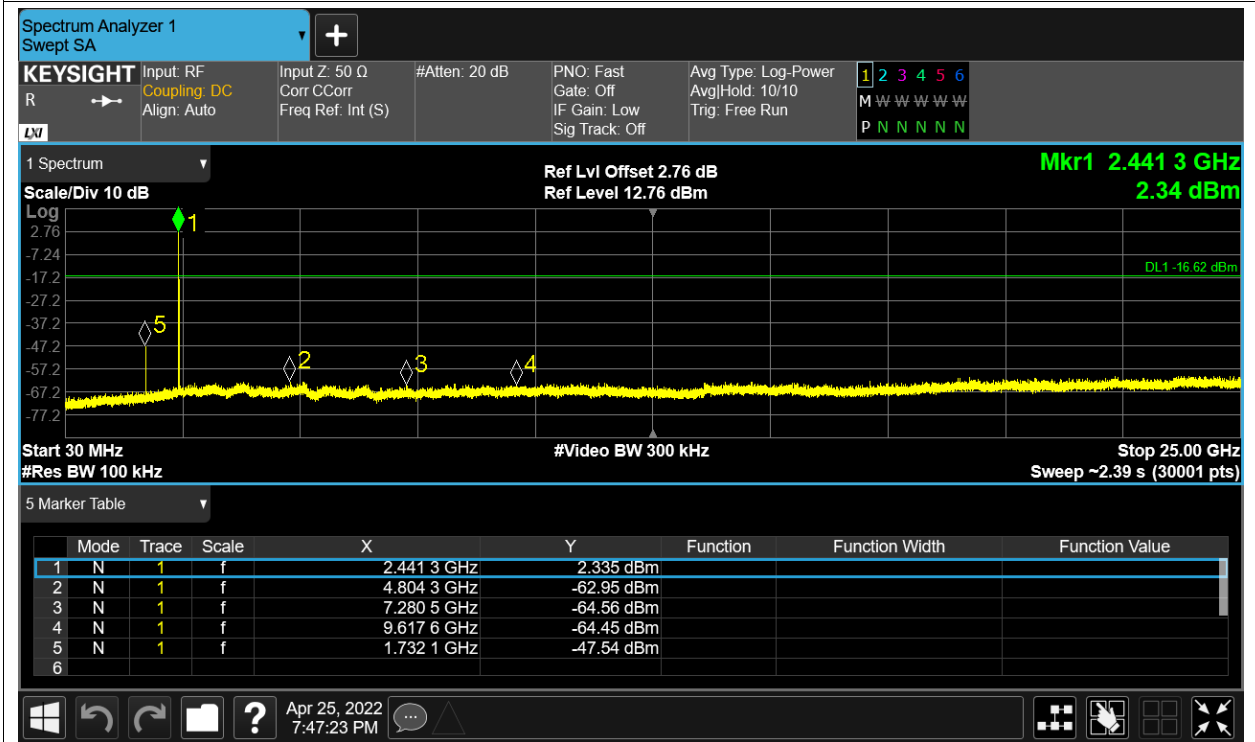 Spectrum Analyzer 1
Swept SA
+
KEYSIGHT Input: RF Input Z: 50 Ω #Atten: 20 dB PNO: Fast Avg Type: Log-Power 1 2 3 4 5 6
R Coupling: DC Corr CCorr Gate: Off Avg|Hold: 10/10 M W W W W W
Align: Auto Freq Ref: Int (S) IF Gain: Low Trig: Free Run
LXI Sig Track: Off P N N N N N
1 Spectrum Ref Lvl Offset 2.76 dB Mkr1 2.441 3 GHz
Scale/Div 10 dB Ref Level 12.76 dBm 2.34 dBm
Log
1
2.76
-7.24
DL1 -16.62 dBm
-17.2
-27.2
-37.2
5
-47.2
2 3 4
-57.2
-67.2
-77.2
Start 30 MHz #Video BW 300 kHz Stop 25.00 GHz
#Res BW 100 kHz Sweep ~2.39 s (30001 pts)
5 Marker Table
Mode Trace Scale X Y Function Function Width Function Value
1 N 1 f 2.441 3 GHz 2.335 dBm
2 N 1 f 4.804 3 GHz -62.95 dBm
3 N 1 f 7.280 5 GHz -64.56 dBm
4 N 1 f 9.617 6 GHz -64.45 dBm
5 N 1 f 1.732 1 GHz -47.54 dBm
6
? Apr 25, 2022
7:47:23 PM